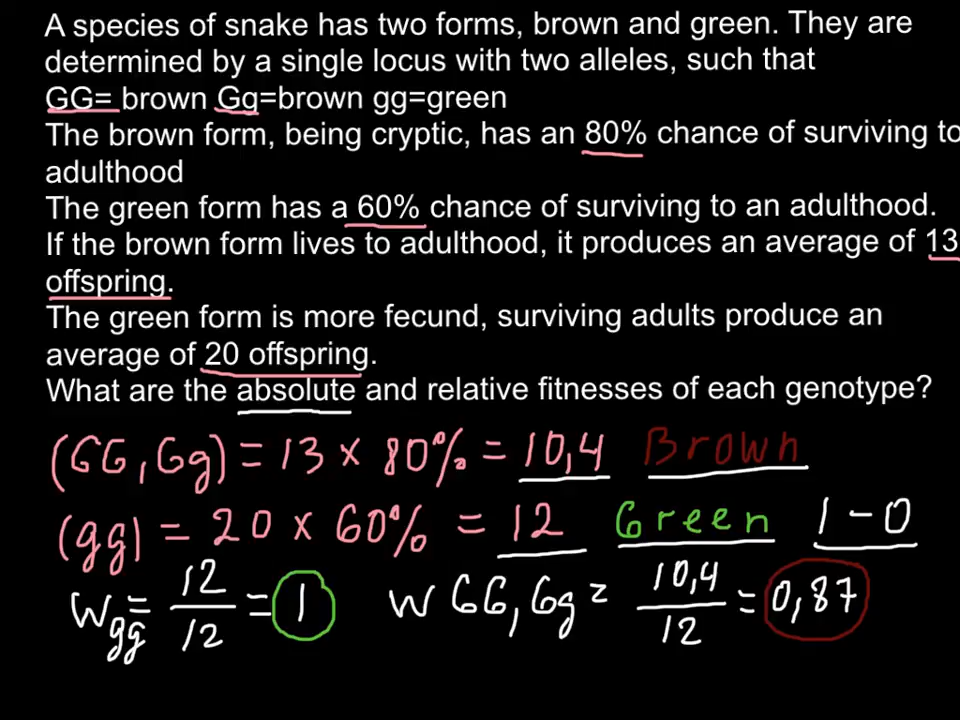 A species of snake has two forms, brown and green. They are
determined by a single locus with two alleles, such that
GG= brown Gg=brown gg=green
The brown form, being cryptic, has an 80% chance of surviving to
adulthood
The green form has a 60% chance of surviving to an adulthood.
If the brown form lives to adulthood, it produces an average of 13
offspring.
The green form is more fecund, surviving adults produce an
average of 20 offspring.
What are the absolute and relative fitnesses of each genotype?
(GG, Gg) = 13 × 80% = 10,4 Brown
(gg) = 20 × 60% = 12 Green 1 - 0
Wgg = 12/12 = 1 W GG, Gg = 10,4/12 = 0,87